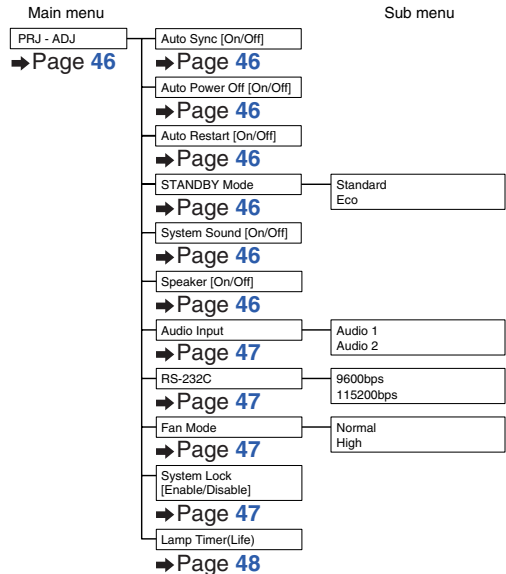 Main menu
Sub menu
PRJ - ADJ
➡Page 46
Auto Sync [On/Off]
➡Page 46
Auto Power Off [On/Off]
➡Page 46
Auto Restart [On/Off]
➡Page 46
STANDBY Mode
➡Page 46
Standard
Eco
System Sound [On/Off]
➡Page 46
Speaker [On/Off]
➡Page 46
Audio Input
➡Page 47
Audio 1
Audio 2
RS-232C
➡Page 47
9600bps
115200bps
Fan Mode
➡Page 47
Normal
High
System Lock
[Enable/Disable]
➡Page 47
Lamp Timer(Life)
➡Page 48